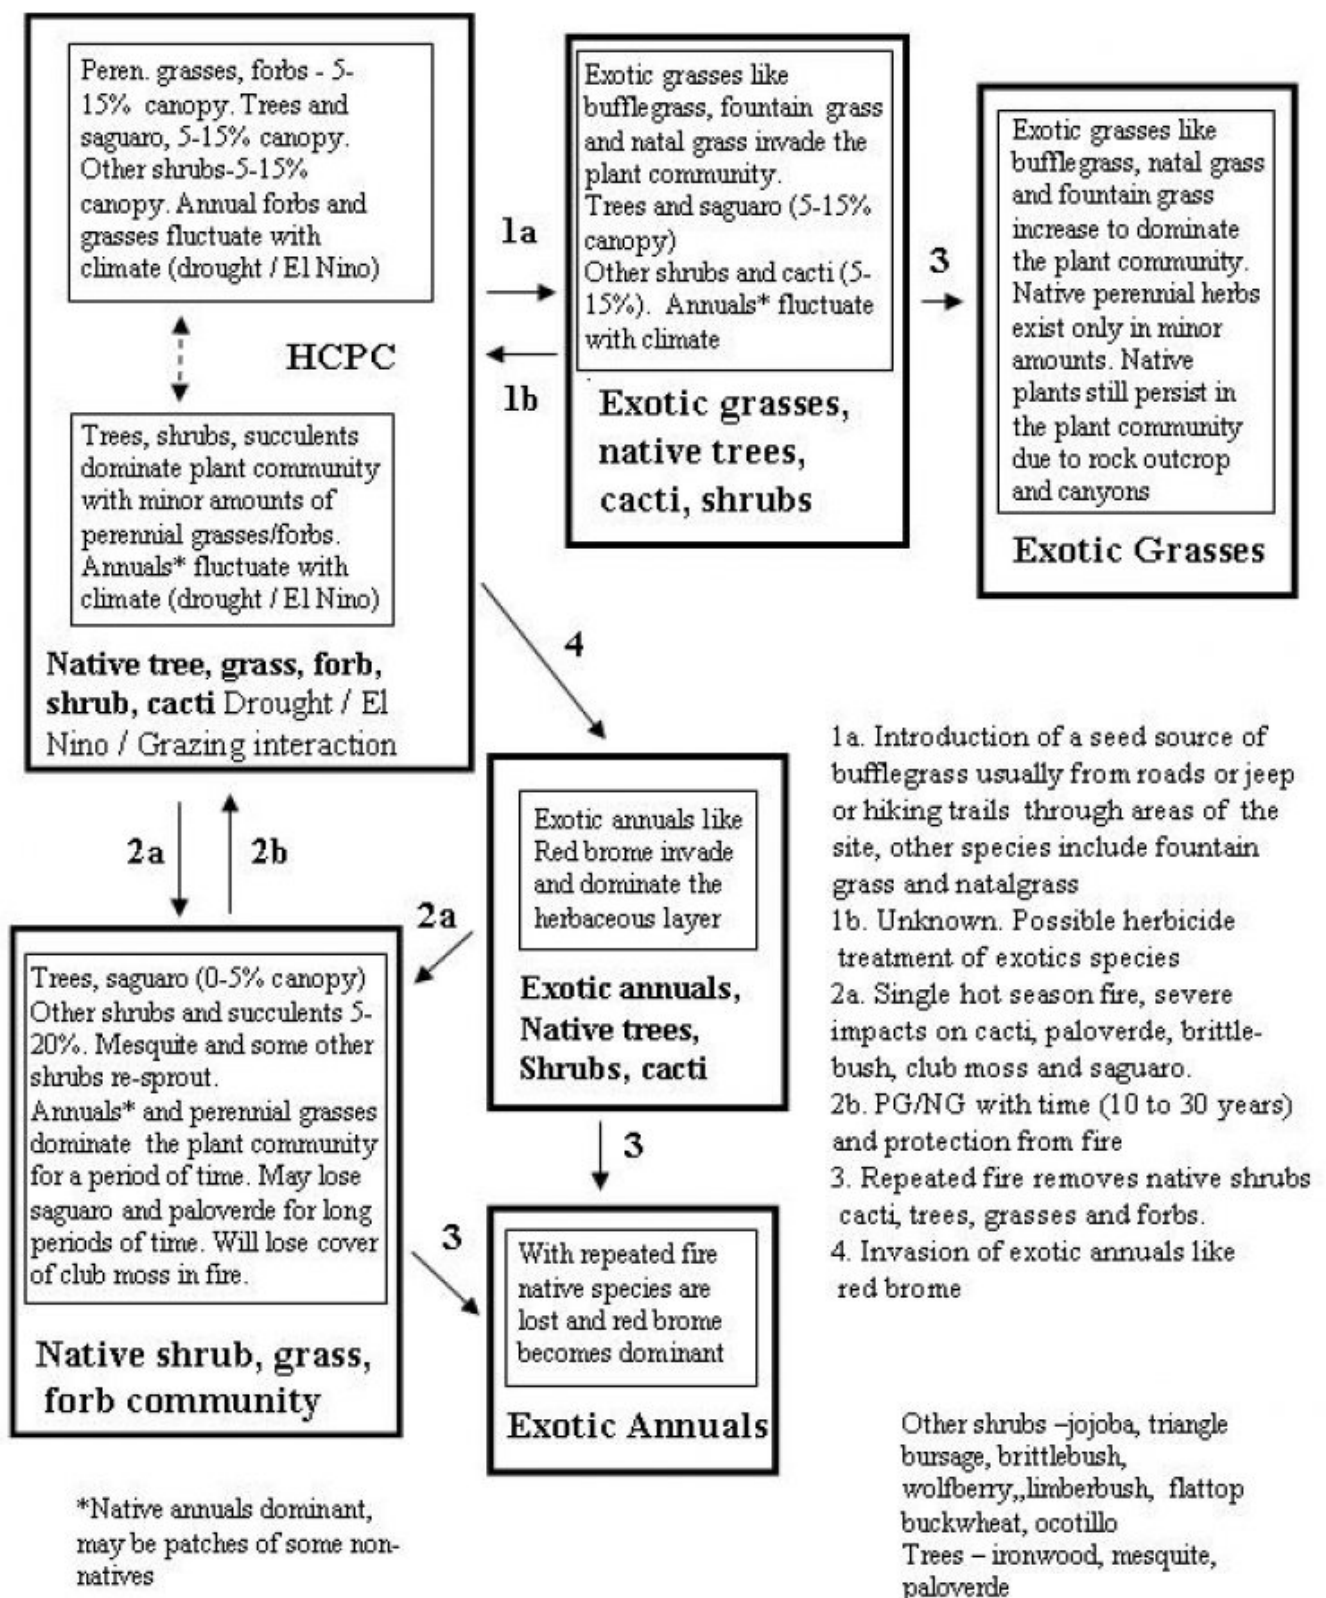 Peren. grasses, forbs - 5-
15% canopy. Trees and
saguaro, 5-15% canopy.
Other shrubs-5-15%
canopy. Annual forbs and
grasses fluctuate with
climate (drought / El Nino)
HCPC
Trees, shrubs, succulents
dominate plant community
with minor amounts of
perennial grasses/forbs.
Annuals* fluctuate with
climate (drought / El Nino)
Native tree, grass, forb,
shrub, cacti Drought / El
Nino / Grazing interaction
1a
1b
Exotic grasses like
bufflegrass, fountain grass
and natal grass invade the
plant community.
Trees and saguaro (5-15%
canopy)
Other shrubs and cacti (5-
15%). Annuals* fluctuate
with climate
Exotic grasses,
native trees,
cacti, shrubs
3
Exotic grasses like
bufflegrass, natal grass
and fountain grass
increase to dominate
the plant community.
Native perennial herbs
exist only in minor
amounts. Native
plants still persist in
the plant community
due to rock outcrop
and canyons
Exotic Grasses
4
2a
2b
Exotic annuals like
Red brome invade
and dominate the
herbaceous layer
Exotic annuals,
Native trees,
Shrubs, cacti
2a
3
Trees, saguaro (0-5% canopy)
Other shrubs and succulents 5-
20%. Mesquite and some other
shrubs re-sprout.
Annuals* and perennial grasses
dominate the plant community
for a period of time. May lose
saguaro and paloverde for long
periods of time. Will lose cover
of club moss in fire.
Native shrub, grass,
forb community
3
With repeated fire
native species are
lost and red brome
becomes dominant
Exotic Annuals
1a. Introduction of a seed source of
bufflegrass usually from roads or jeep
or hiking trails through areas of the
site, other species include fountain
grass and natalgrass
1b. Unknown. Possible herbicide
treatment of exotics species
2a. Single hot season fire, severe
impacts on cacti, paloverde, brittle-
bush, club moss and saguaro.
2b. PG/NG with time (10 to 30 years)
and protection from fire
3. Repeated fire removes native shrubs
cacti, trees, grasses and forbs.
4. Invasion of exotic annuals like
red brome
*Native annuals dominant,
may be patches of some non-
natives
Other shrubs –jojoba, triangle
bursage, brittlebush,
wolfberry,,limberbush, flattop
buckwheat, ocotillo
Trees – ironwood, mesquite,
paloverde